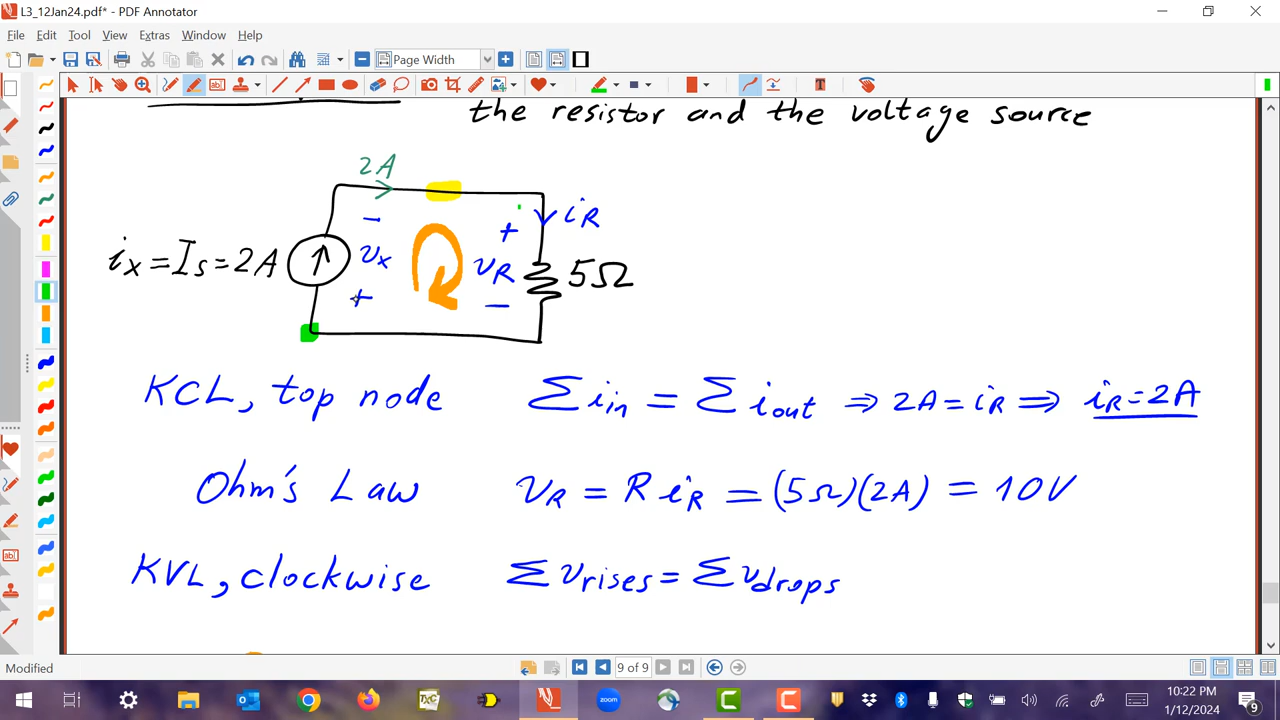 L3_12Jan24.pdf* - PDF Annotator
File Edit Tool View Extras Window Help
Page Width
the resistor and the voltage source
2A
iR
−
+
ix = Is = 2A
vx
vR
5Ω
+
−
KCL, top node Σ iin = Σ iout ⇒ 2A = iR ⇒ iR = 2A
Ohm's Law vR = R iR = (5Ω)(2A) = 10V
KVL, clockwise Σ vrises = Σ vdrops
Modified
9 of 9
10:22 PM
1/12/2024
9